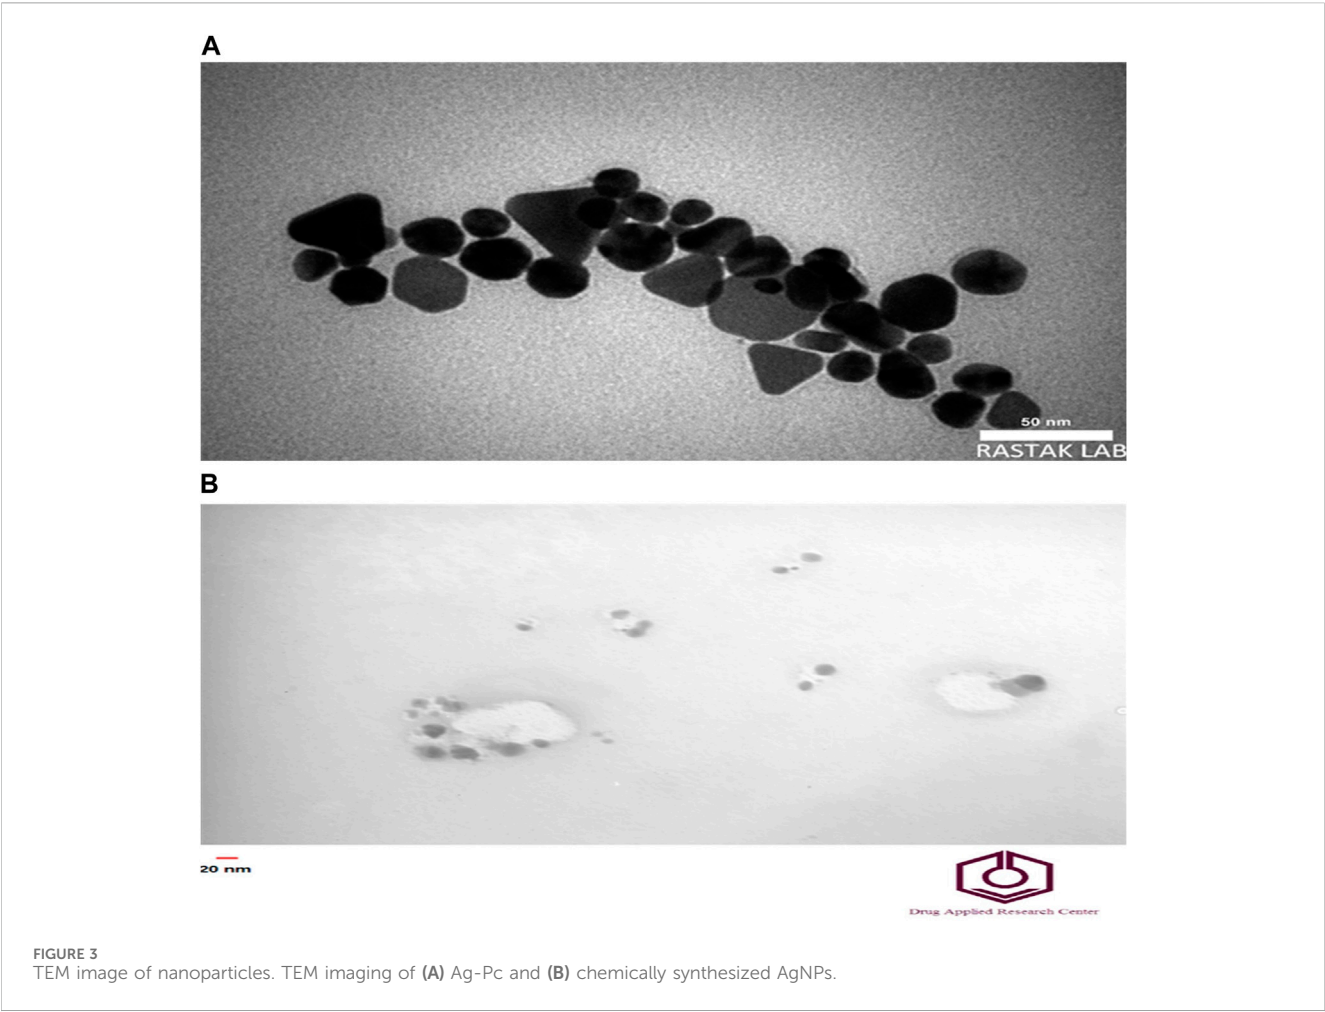 A
50 nm
RASTAK LAB
B
20 nm
Drug Applied Research Center
FIGURE 3
TEM image of nanoparticles. TEM imaging of (A) Ag-Pc and (B) chemically synthesized AgNPs.